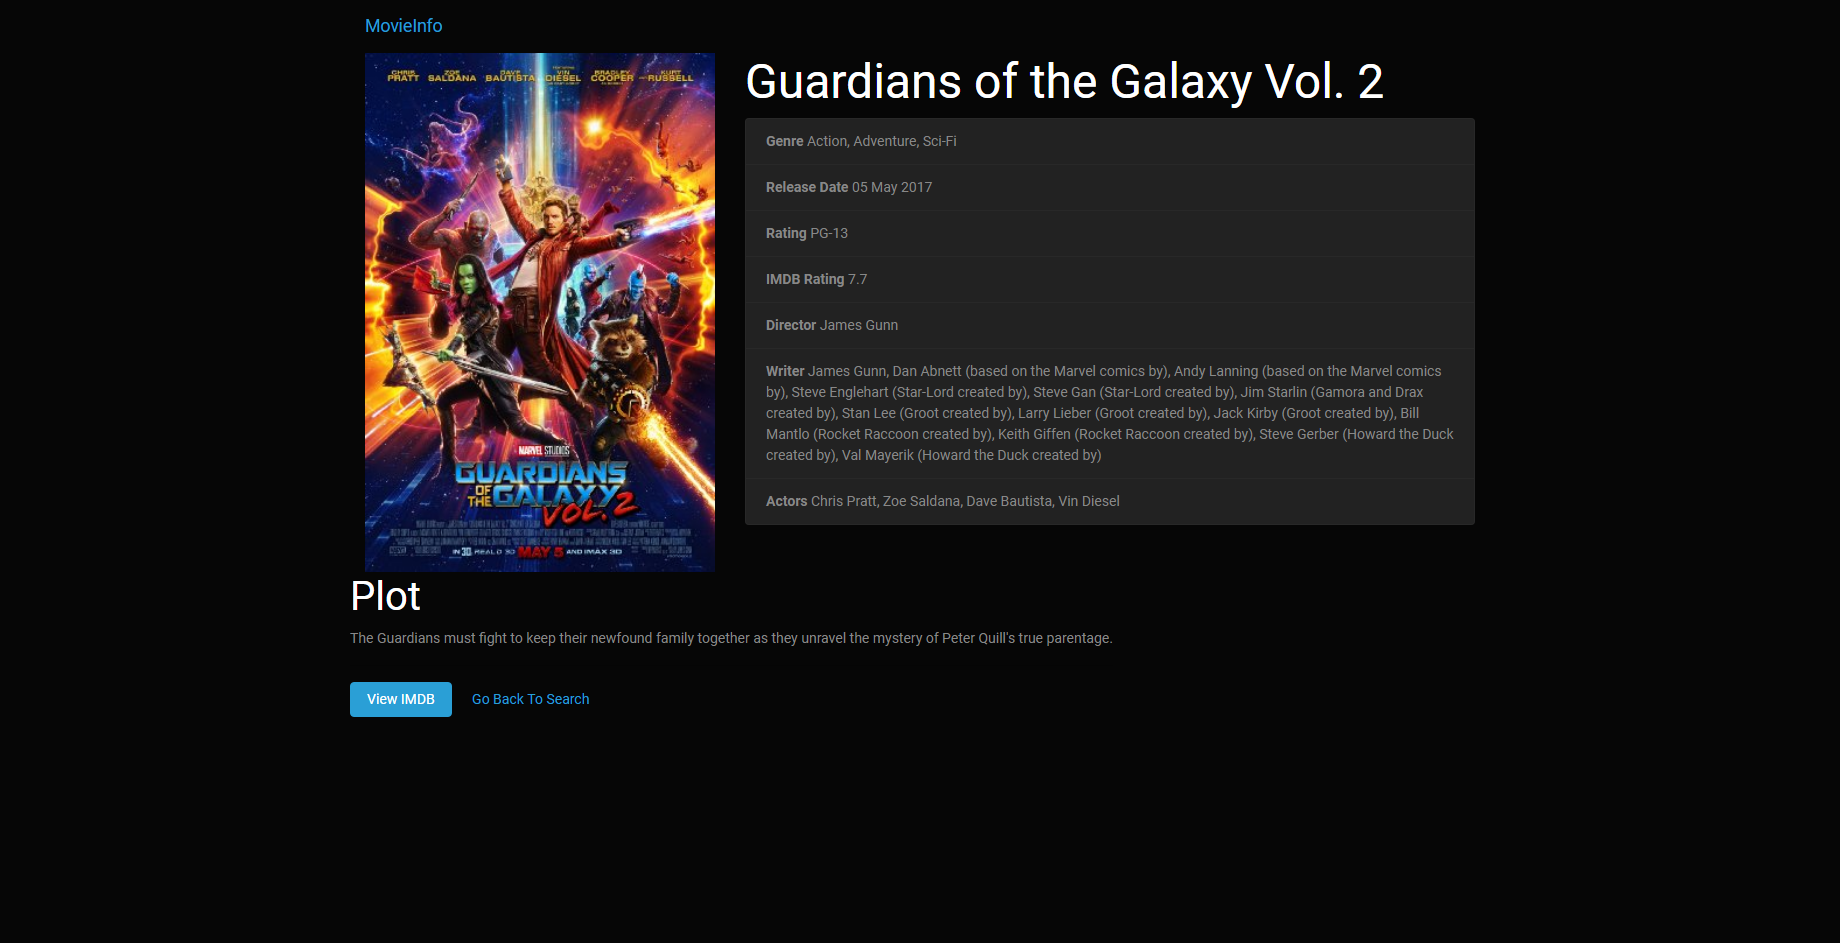 MovieInfo
CHRIS PRATT ZOE SALDANA DAVE BAUTISTA VIN DIESEL BRADLEY COOPER KURT RUSSELL
MARVEL STUDIOS
GUARDIANS
OF THE GALAXY
VOL. 2
IN 3D, REAL D 3D MAY 5 AND IMAX 3D
Guardians of the Galaxy Vol. 2
Genre Action, Adventure, Sci-Fi
Release Date 05 May 2017
Rating PG-13
IMDB Rating 7.7
Director James Gunn
Writer James Gunn, Dan Abnett (based on the Marvel comics by), Andy Lanning (based on the Marvel comics
by), Steve Englehart (Star-Lord created by), Steve Gan (Star-Lord created by), Jim Starlin (Gamora and Drax
created by), Stan Lee (Groot created by), Larry Lieber (Groot created by), Jack Kirby (Groot created by), Bill
Mantlo (Rocket Raccoon created by), Keith Giffen (Rocket Raccoon created by), Steve Gerber (Howard the Duck
created by), Val Mayerik (Howard the Duck created by)
Actors Chris Pratt, Zoe Saldana, Dave Bautista, Vin Diesel
Plot
The Guardians must fight to keep their newfound family together as they unravel the mystery of Peter Quill's true parentage.
View IMDB Go Back To Search